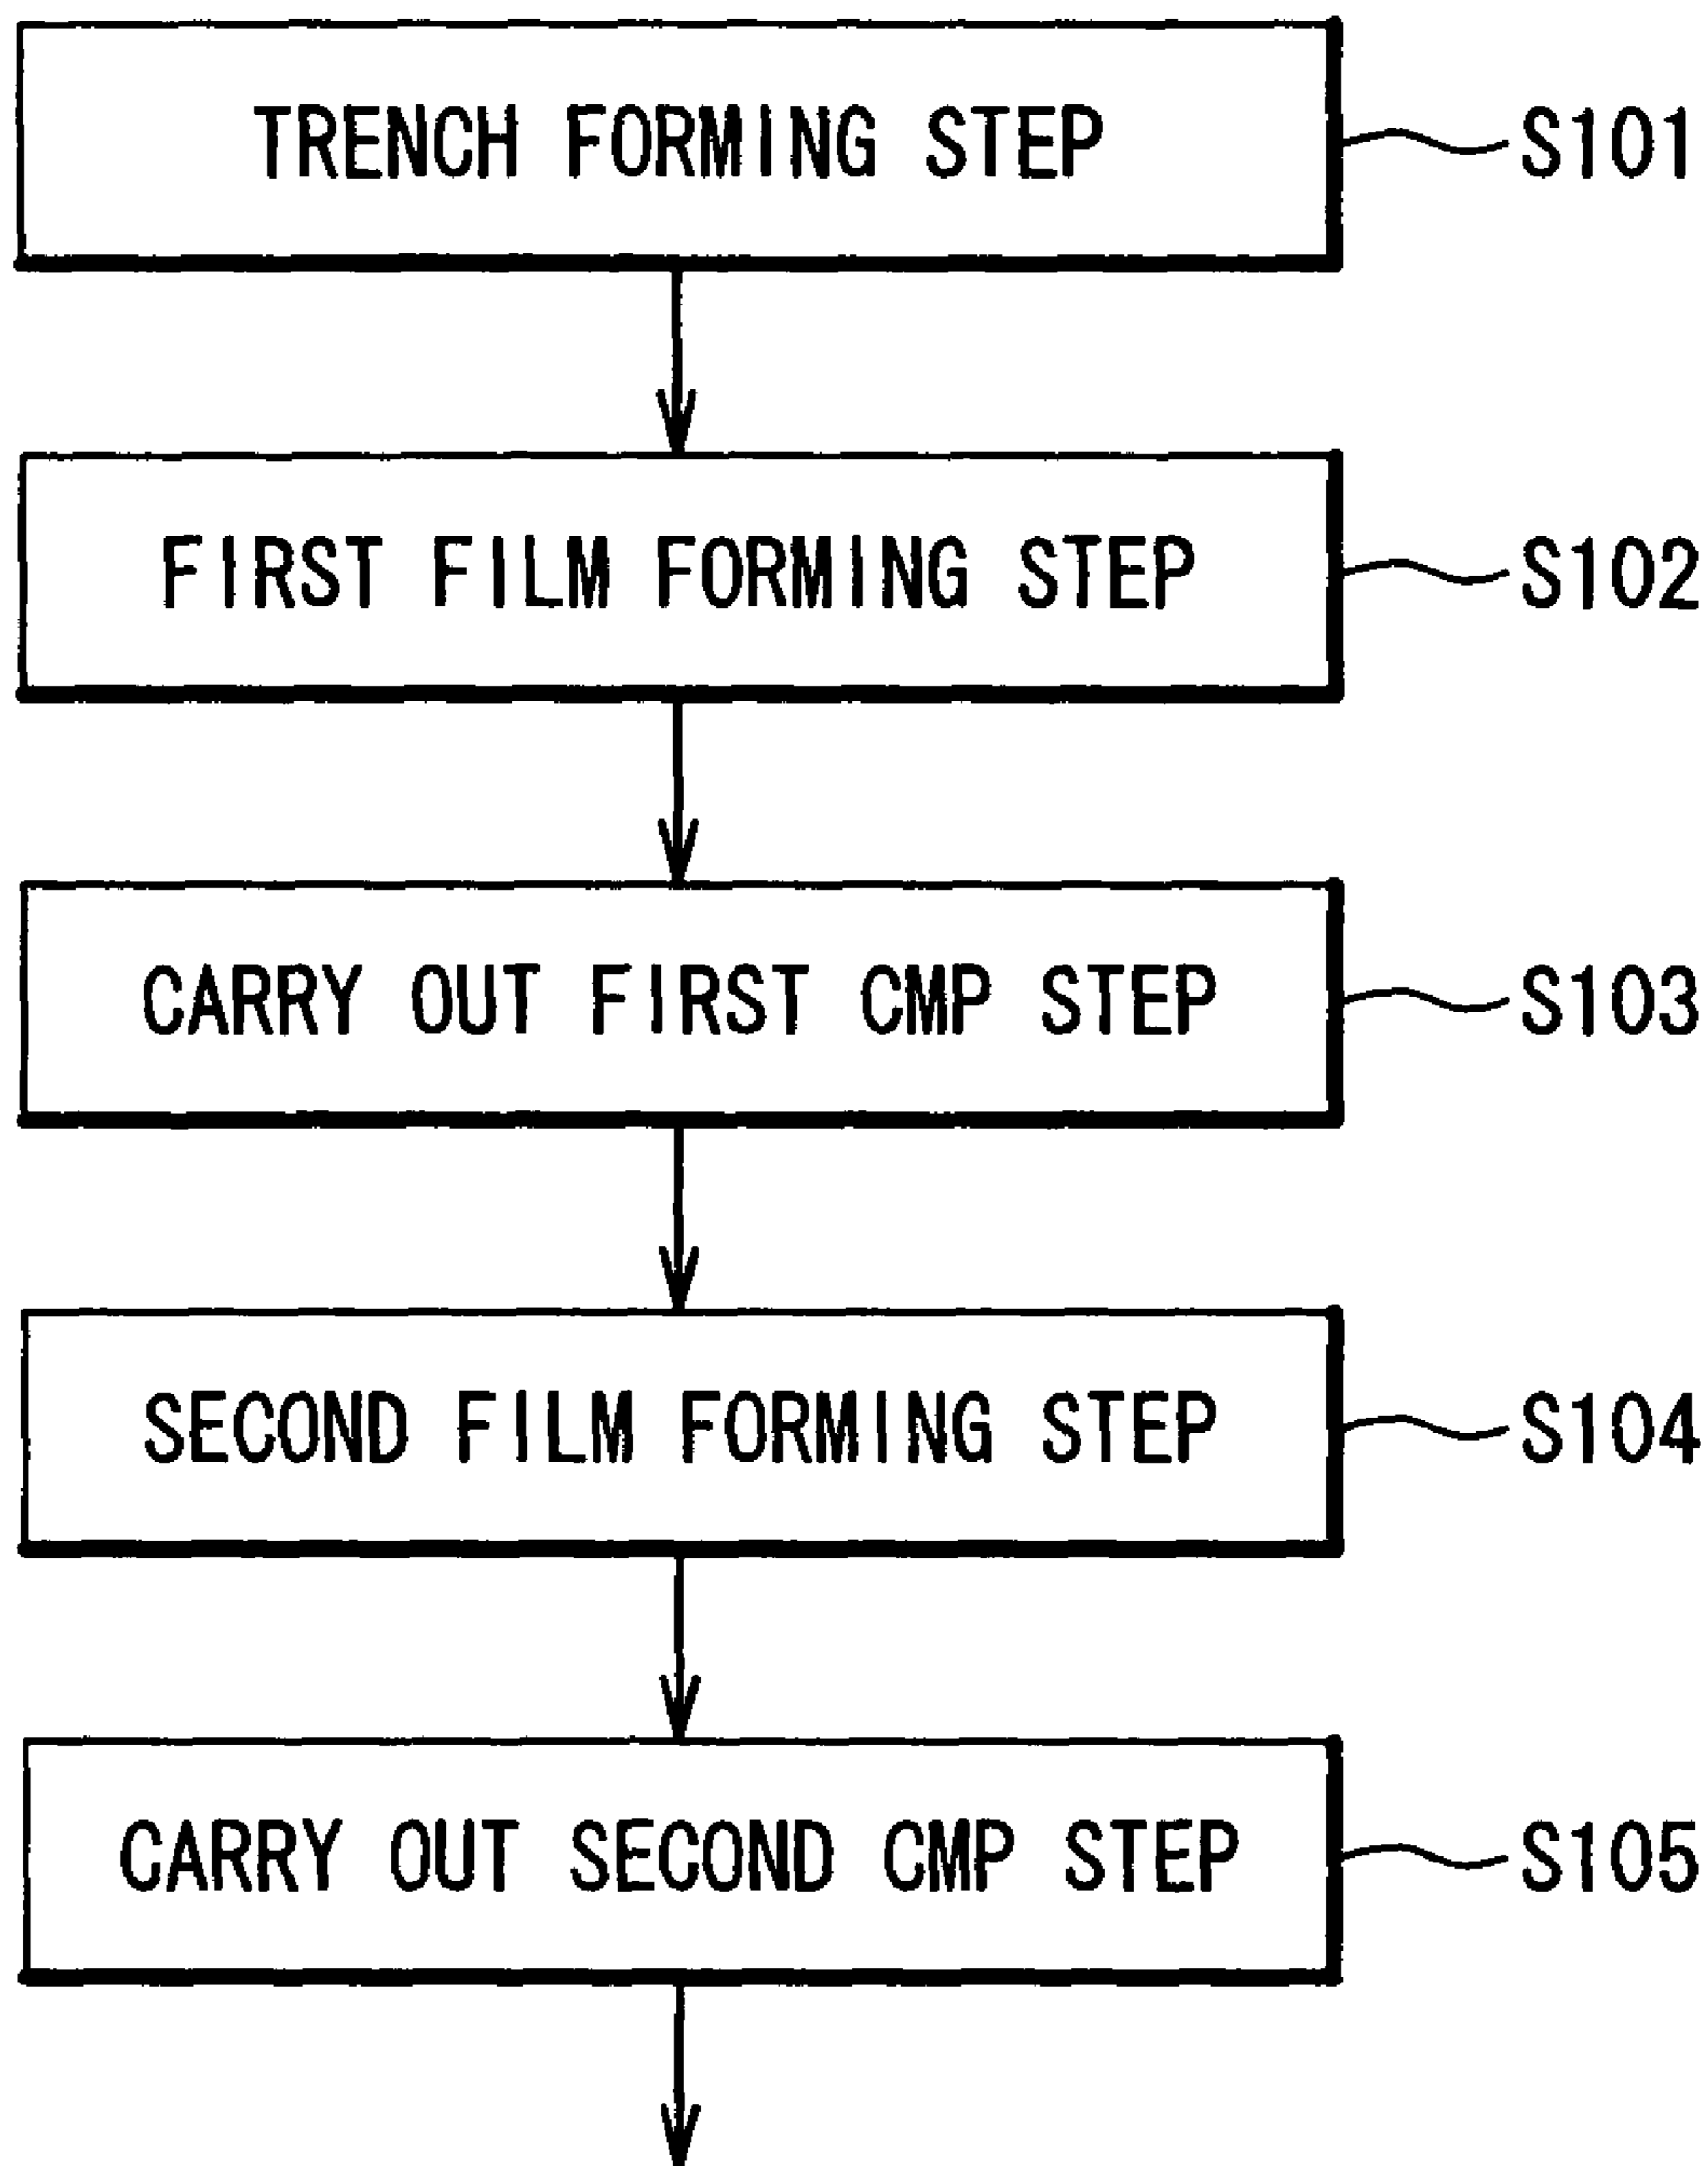 TRENCH FORMING STEP S101
FIRST FILM FORMING STEP S102
CARRY OUT FIRST CMP STEP S103
SECOND FILM FORMING STEP S104
CARRY OUT SECOND CMP STEP S105